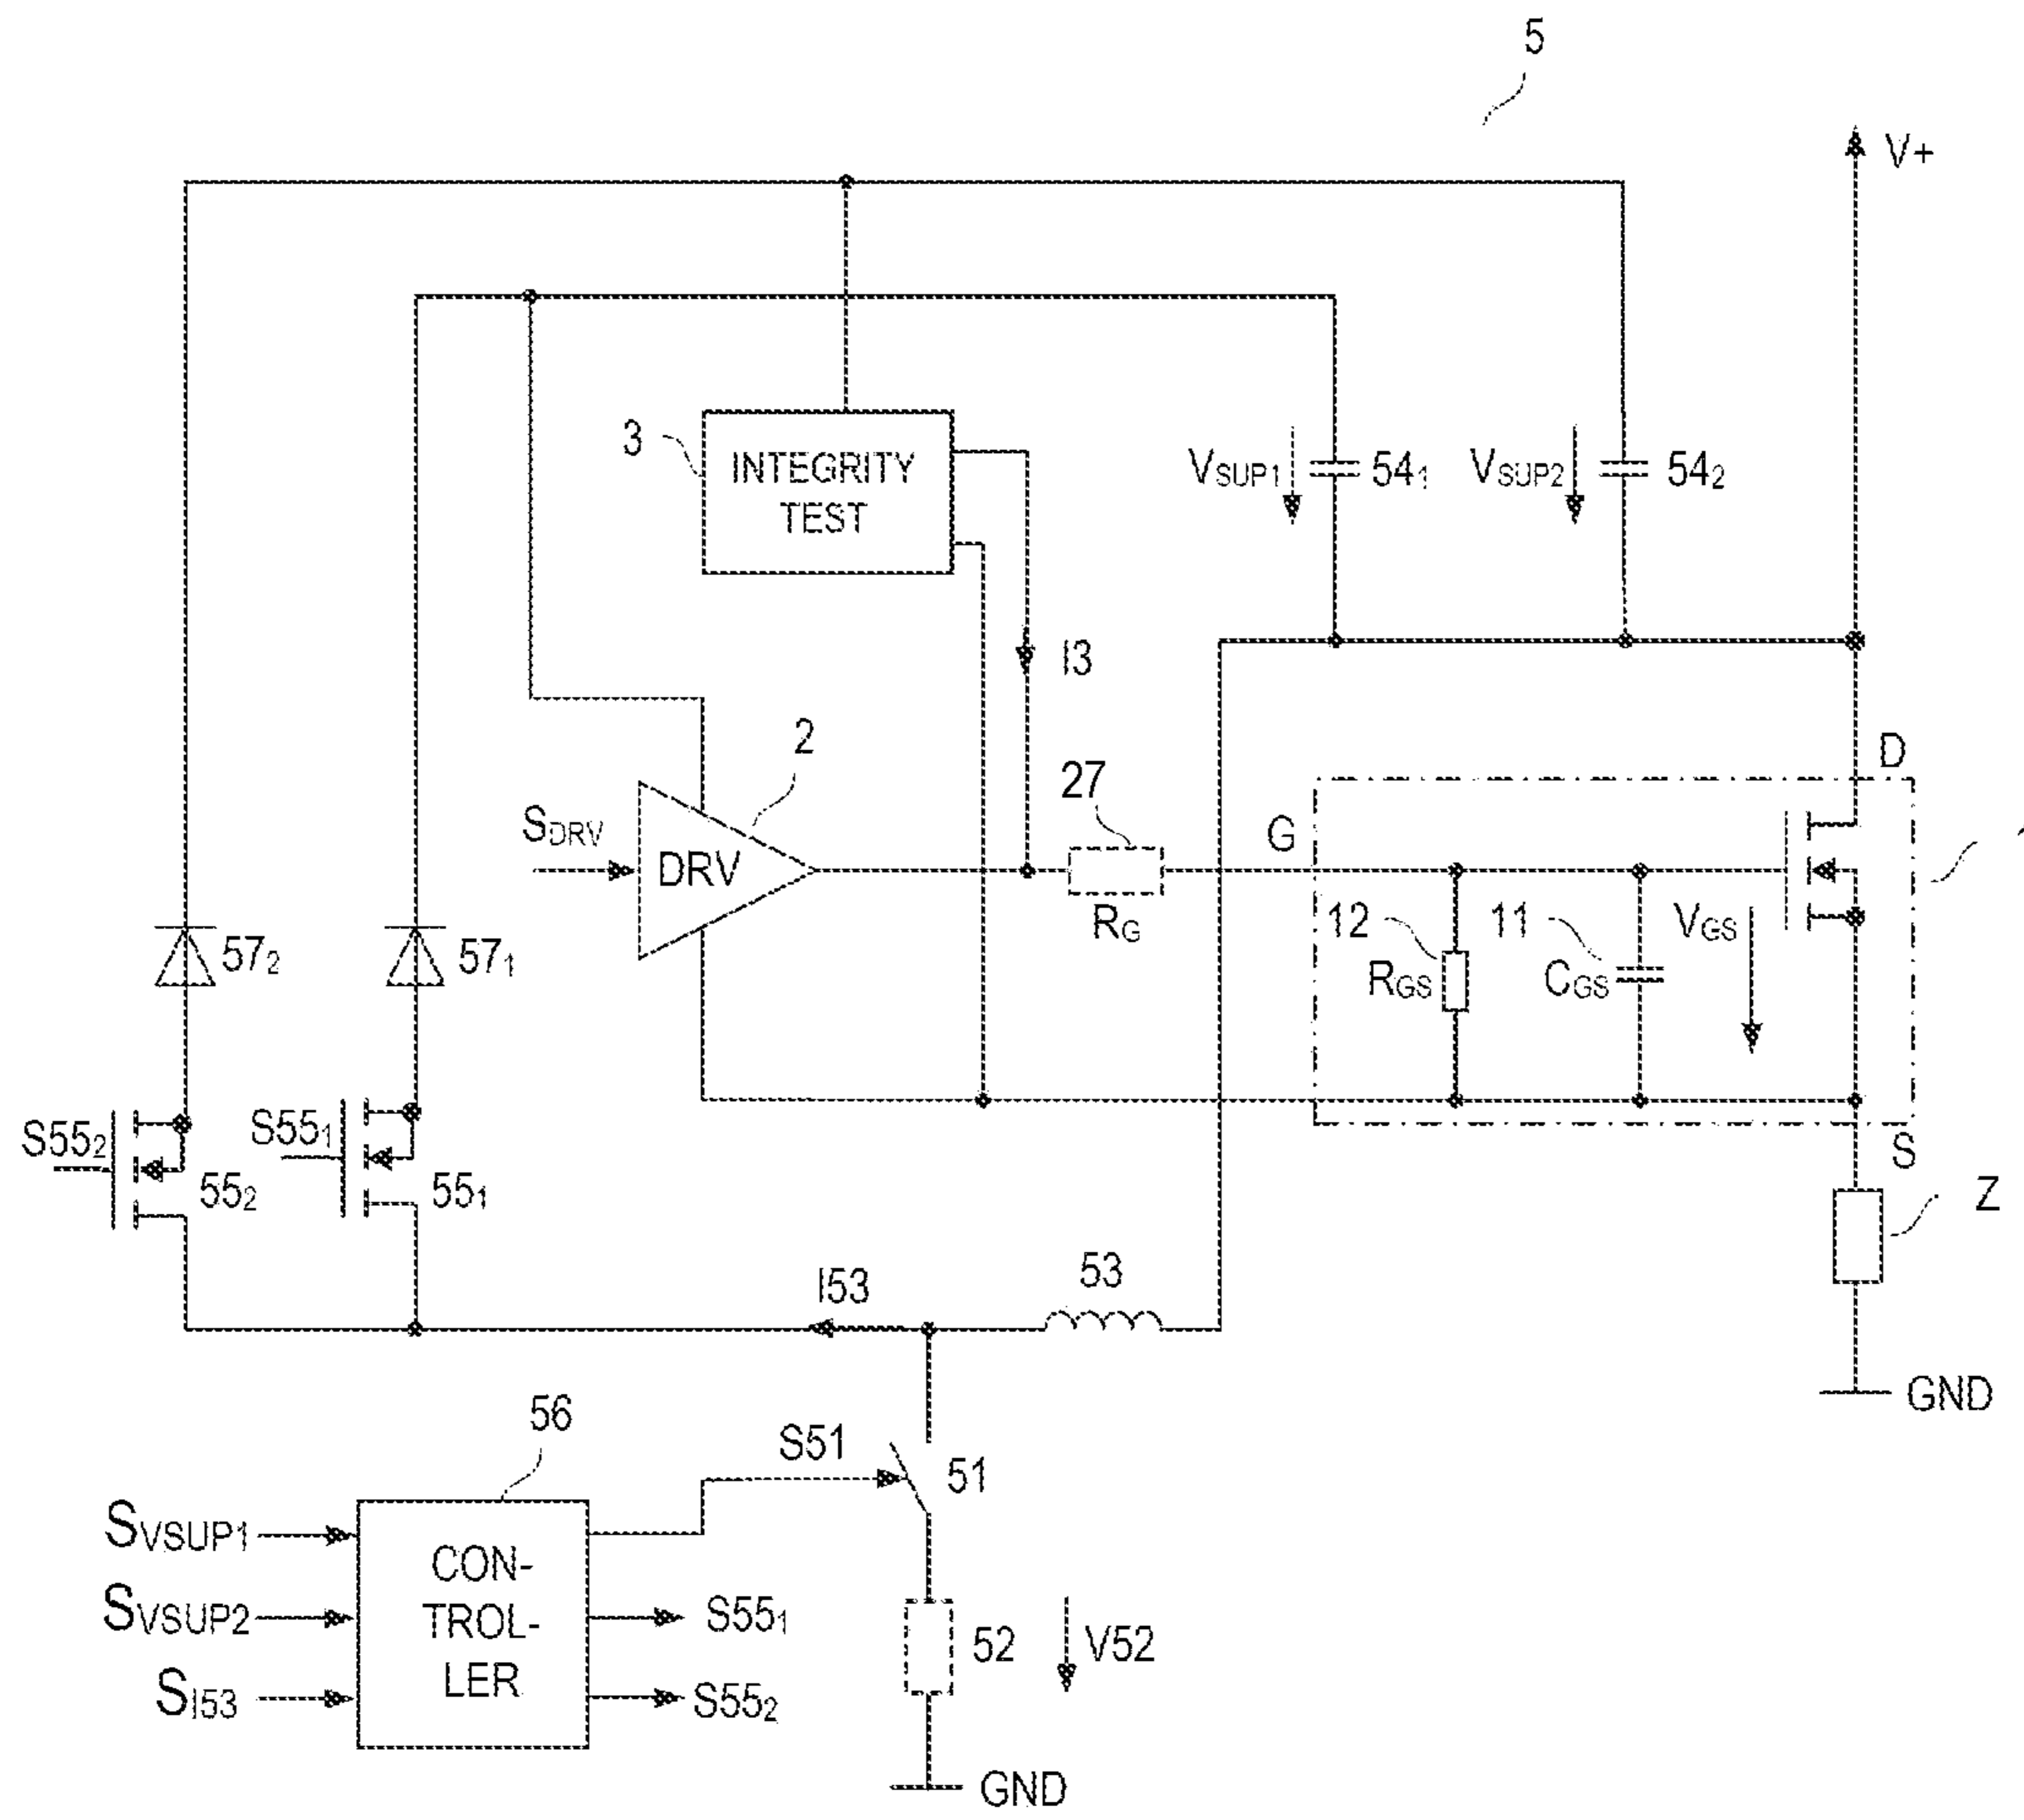 5
V+
3
INTEGRITY
TEST
VSUP1
541
VSUP2
542
I3
2
D
27
SDRV
DRV
G
RG
12
11
VGS
RGS
CGS
572
571
S552
S551
552
551
S
Z
I53
53
GND
56
S51
51
SVSUP1
SVSUP2
SI53
CON-
TROL-
LER
S551
S552
52
V52
GND